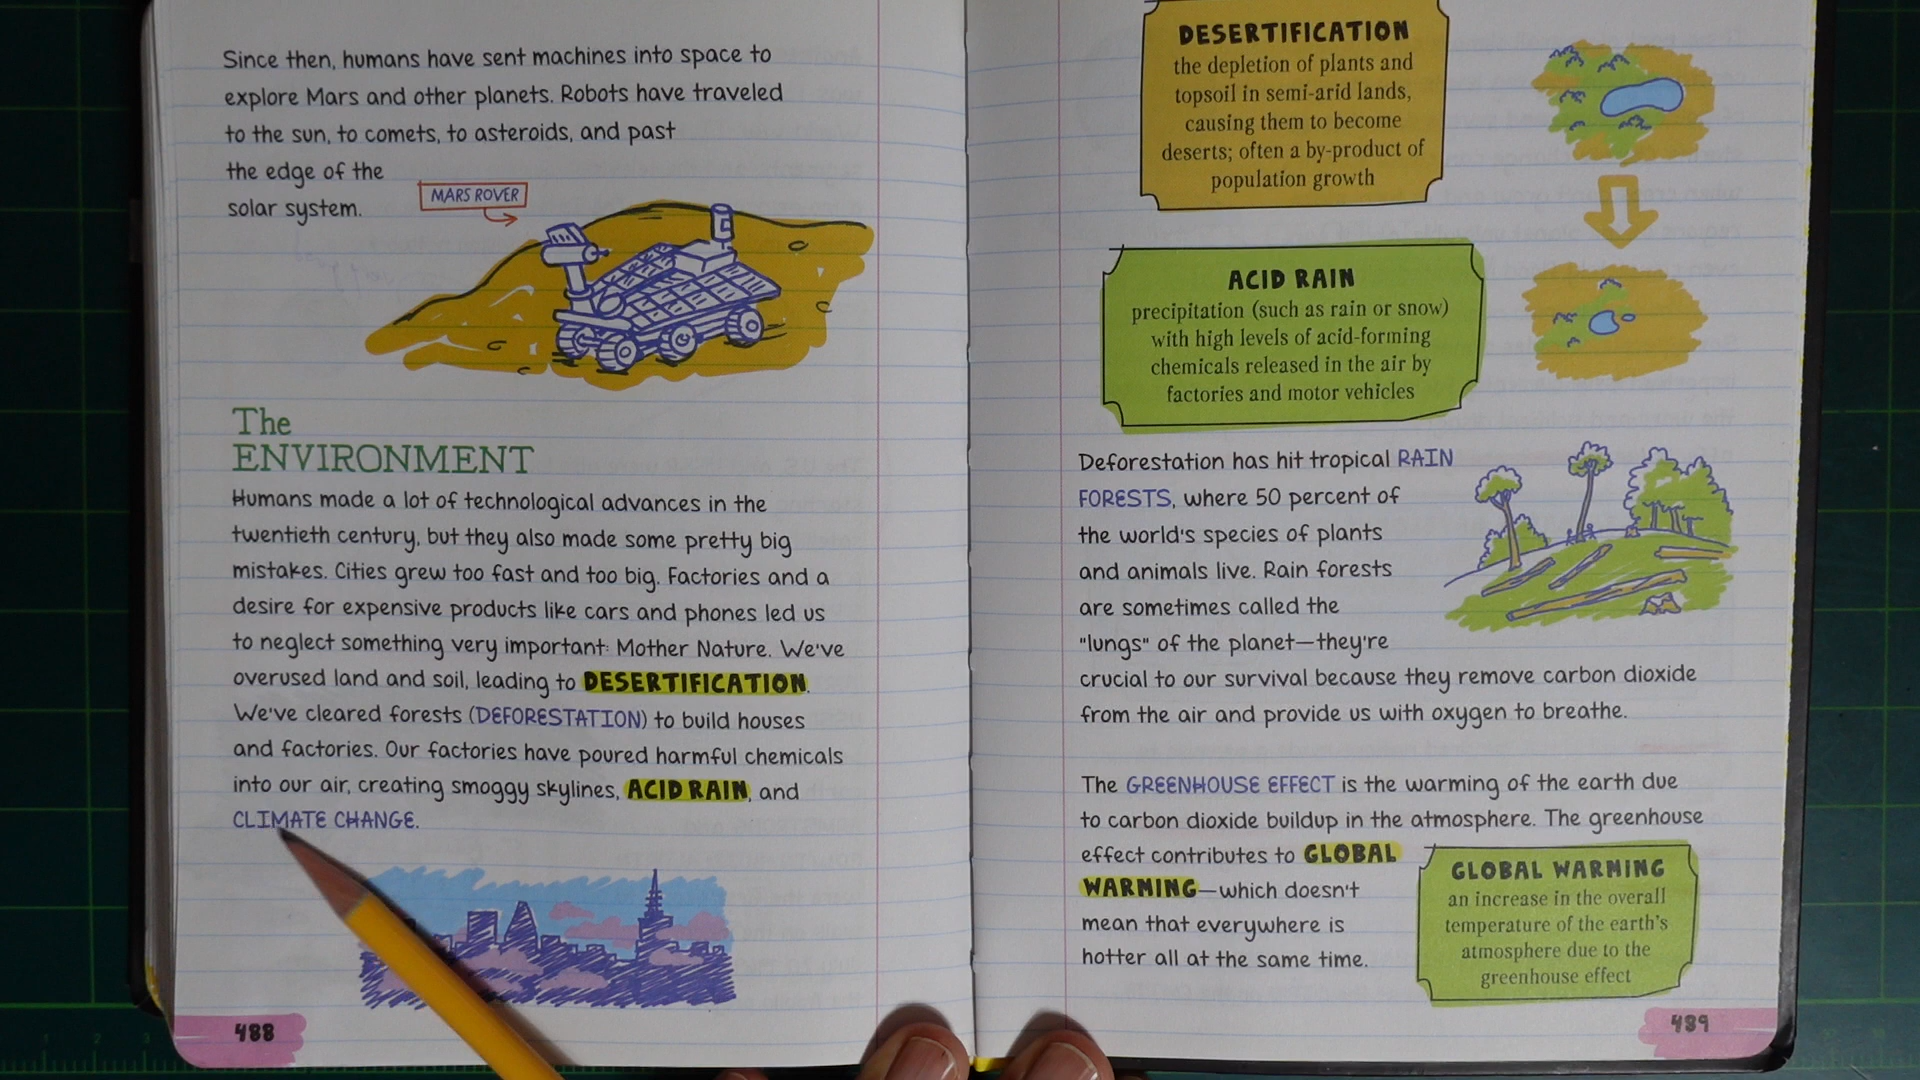 Since then, humans have sent machines into space to
explore Mars and other planets. Robots have traveled
to the sun, to comets, to asteroids, and past
the edge of the
solar system.
MARS ROVER
The
ENVIRONMENT
Humans made a lot of technological advances in the
twentieth century, but they also made some pretty big
mistakes. Cities grew too fast and too big. Factories and a
desire for expensive products like cars and phones led us
to neglect something very important: Mother Nature. We've
overused land and soil, leading to DESERTIFICATION.
We've cleared forests (DEFORESTATION) to build houses
and factories. Our factories have poured harmful chemicals
into our air, creating smoggy skylines, ACID RAIN, and
CLIMATE CHANGE.
488
DESERTIFICATION
the depletion of plants and
topsoil in semi-arid lands,
causing them to become
deserts; often a by-product of
population growth
ACID RAIN
precipitation (such as rain or snow)
with high levels of acid-forming
chemicals released in the air by
factories and motor vehicles
Deforestation has hit tropical RAIN
FORESTS, where 50 percent of
the world's species of plants
and animals live. Rain forests
are sometimes called the
"lungs" of the planet—they're
crucial to our survival because they remove carbon dioxide
from the air and provide us with oxygen to breathe.
The GREENHOUSE EFFECT is the warming of the earth due
to carbon dioxide buildup in the atmosphere. The greenhouse
effect contributes to GLOBAL
WARMING—which doesn't
mean that everywhere is
hotter all at the same time.
GLOBAL WARMING
an increase in the overall
temperature of the earth's
atmosphere due to the
greenhouse effect
489